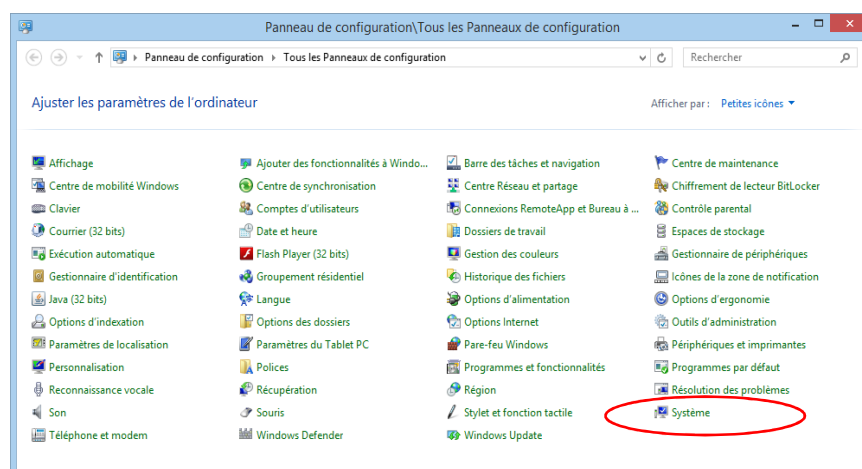 Panneau de configuration\Tous les Panneaux de configuration
Panneau de configuration Tous les Panneaux de configuration Rechercher
Ajuster les paramètres de l'ordinateur Afficher par : Petites icônes
Affichage Ajouter des fonctionnalités à Windo... Barre des tâches et navigation Centre de maintenance
Centre de mobilité Windows Centre de synchronisation Centre Réseau et partage Chiffrement de lecteur BitLocker
Clavier Comptes d'utilisateurs Connexions RemoteApp et Bureau à ... Contrôle parental
Courrier (32 bits) Date et heure Dossiers de travail Espaces de stockage
Exécution automatique Flash Player (32 bits) Gestion des couleurs Gestionnaire de périphériques
Gestionnaire d'identification Groupement résidentiel Historique des fichiers Icônes de la zone de notification
Java (32 bits) Langue Options d'alimentation Options d'ergonomie
Options d'indexation Options des dossiers Options Internet Outils d'administration
Paramètres de localisation Paramètres du Tablet PC Pare-feu Windows Périphériques et imprimantes
Personnalisation Polices Programmes et fonctionnalités Programmes par défaut
Reconnaissance vocale Récupération Région Résolution des problèmes
Son Souris Stylet et fonction tactile Système
Téléphone et modem Windows Defender Windows Update